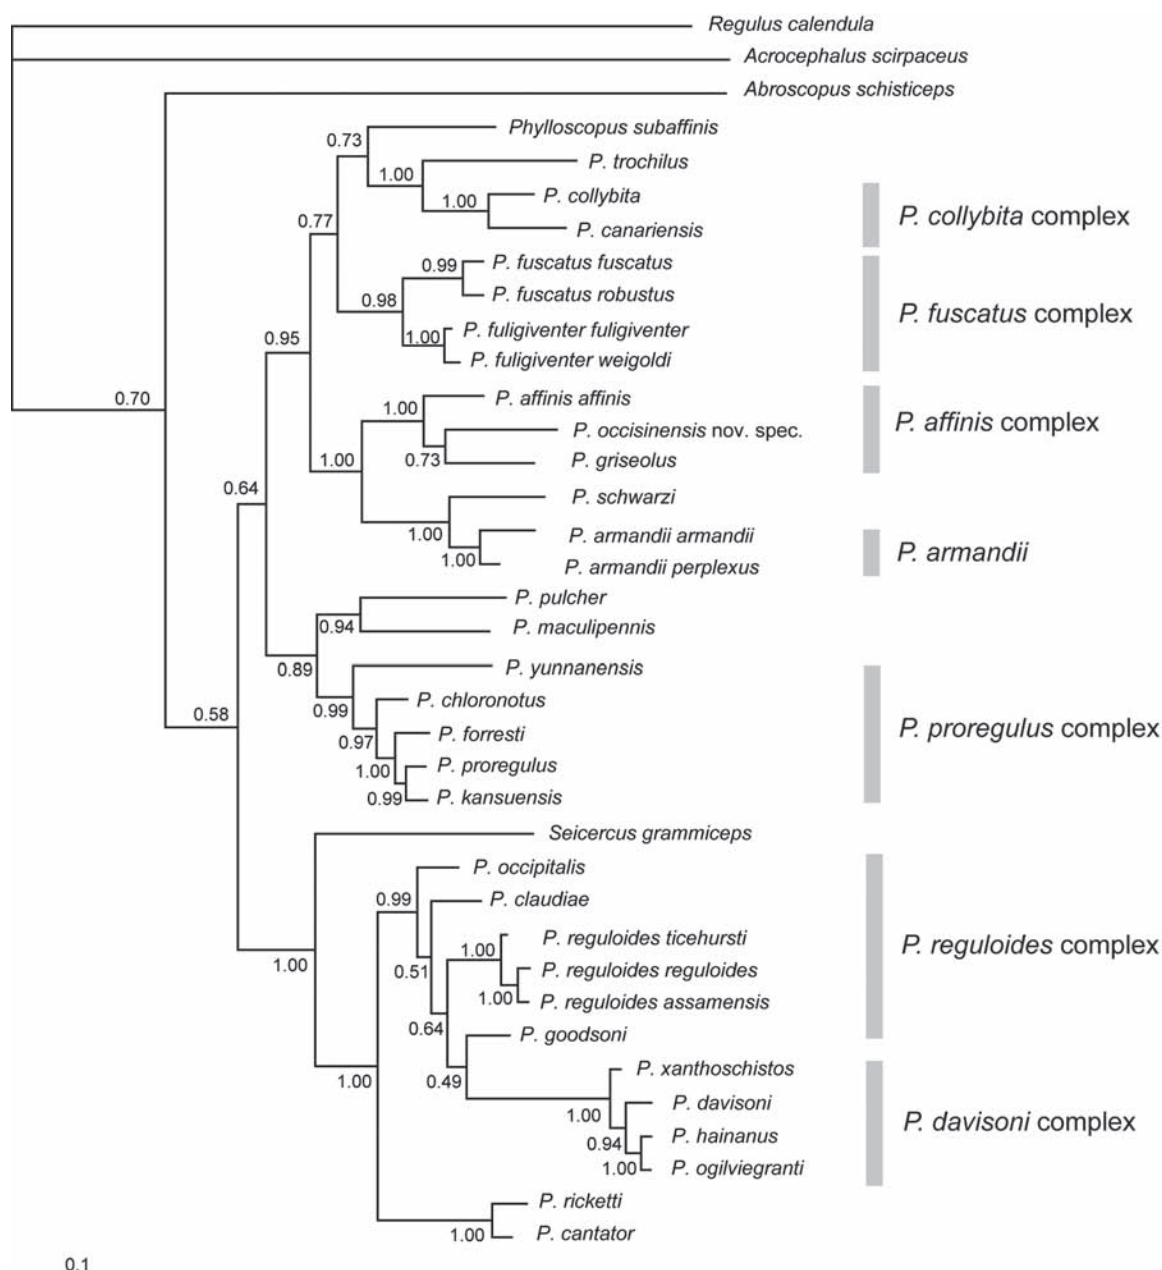 Regulus calendula
Acrocephalus scirpaceus
Abroscopus schisticeps
Phylloscopus subaffinis
0.73
P. trochilus
1.00
P. collybita
1.00
P. canariensis
P. collybita complex
0.77
P. fuscatus fuscatus
0.99
P. fuscatus robustus
0.98
P. fuligiventer fuligiventer
1.00
P. fuligiventer weigoldi
P. fuscatus complex
0.95
P. affinis affinis
1.00
P. occisinensis nov. spec.
0.73
P. griseolus
P. affinis complex
0.70
1.00
P. schwarzi
1.00
P. armandii armandii
1.00
P. armandii perplexus
P. armandii
0.64
P. pulcher
0.94
P. maculipennis
0.89
P. yunnanensis
0.99
P. chloronotus
0.97
P. forresti
1.00
P. proregulus
0.99
P. kansuensis
P. proregulus complex
0.58
Seicercus grammiceps
P. occipitalis
0.99
P. claudiae
0.51
P. reguloides ticehursti
1.00
P. reguloides reguloides
1.00
P. reguloides assamensis
P. reguloides complex
1.00
0.64
P. goodsoni
0.49
P. xanthoschistos
1.00
P. davisoni
0.94
P. hainanus
1.00
P. ogilviegranti
P. davisoni complex
1.00
P. ricketti
1.00
P. cantator
0.1